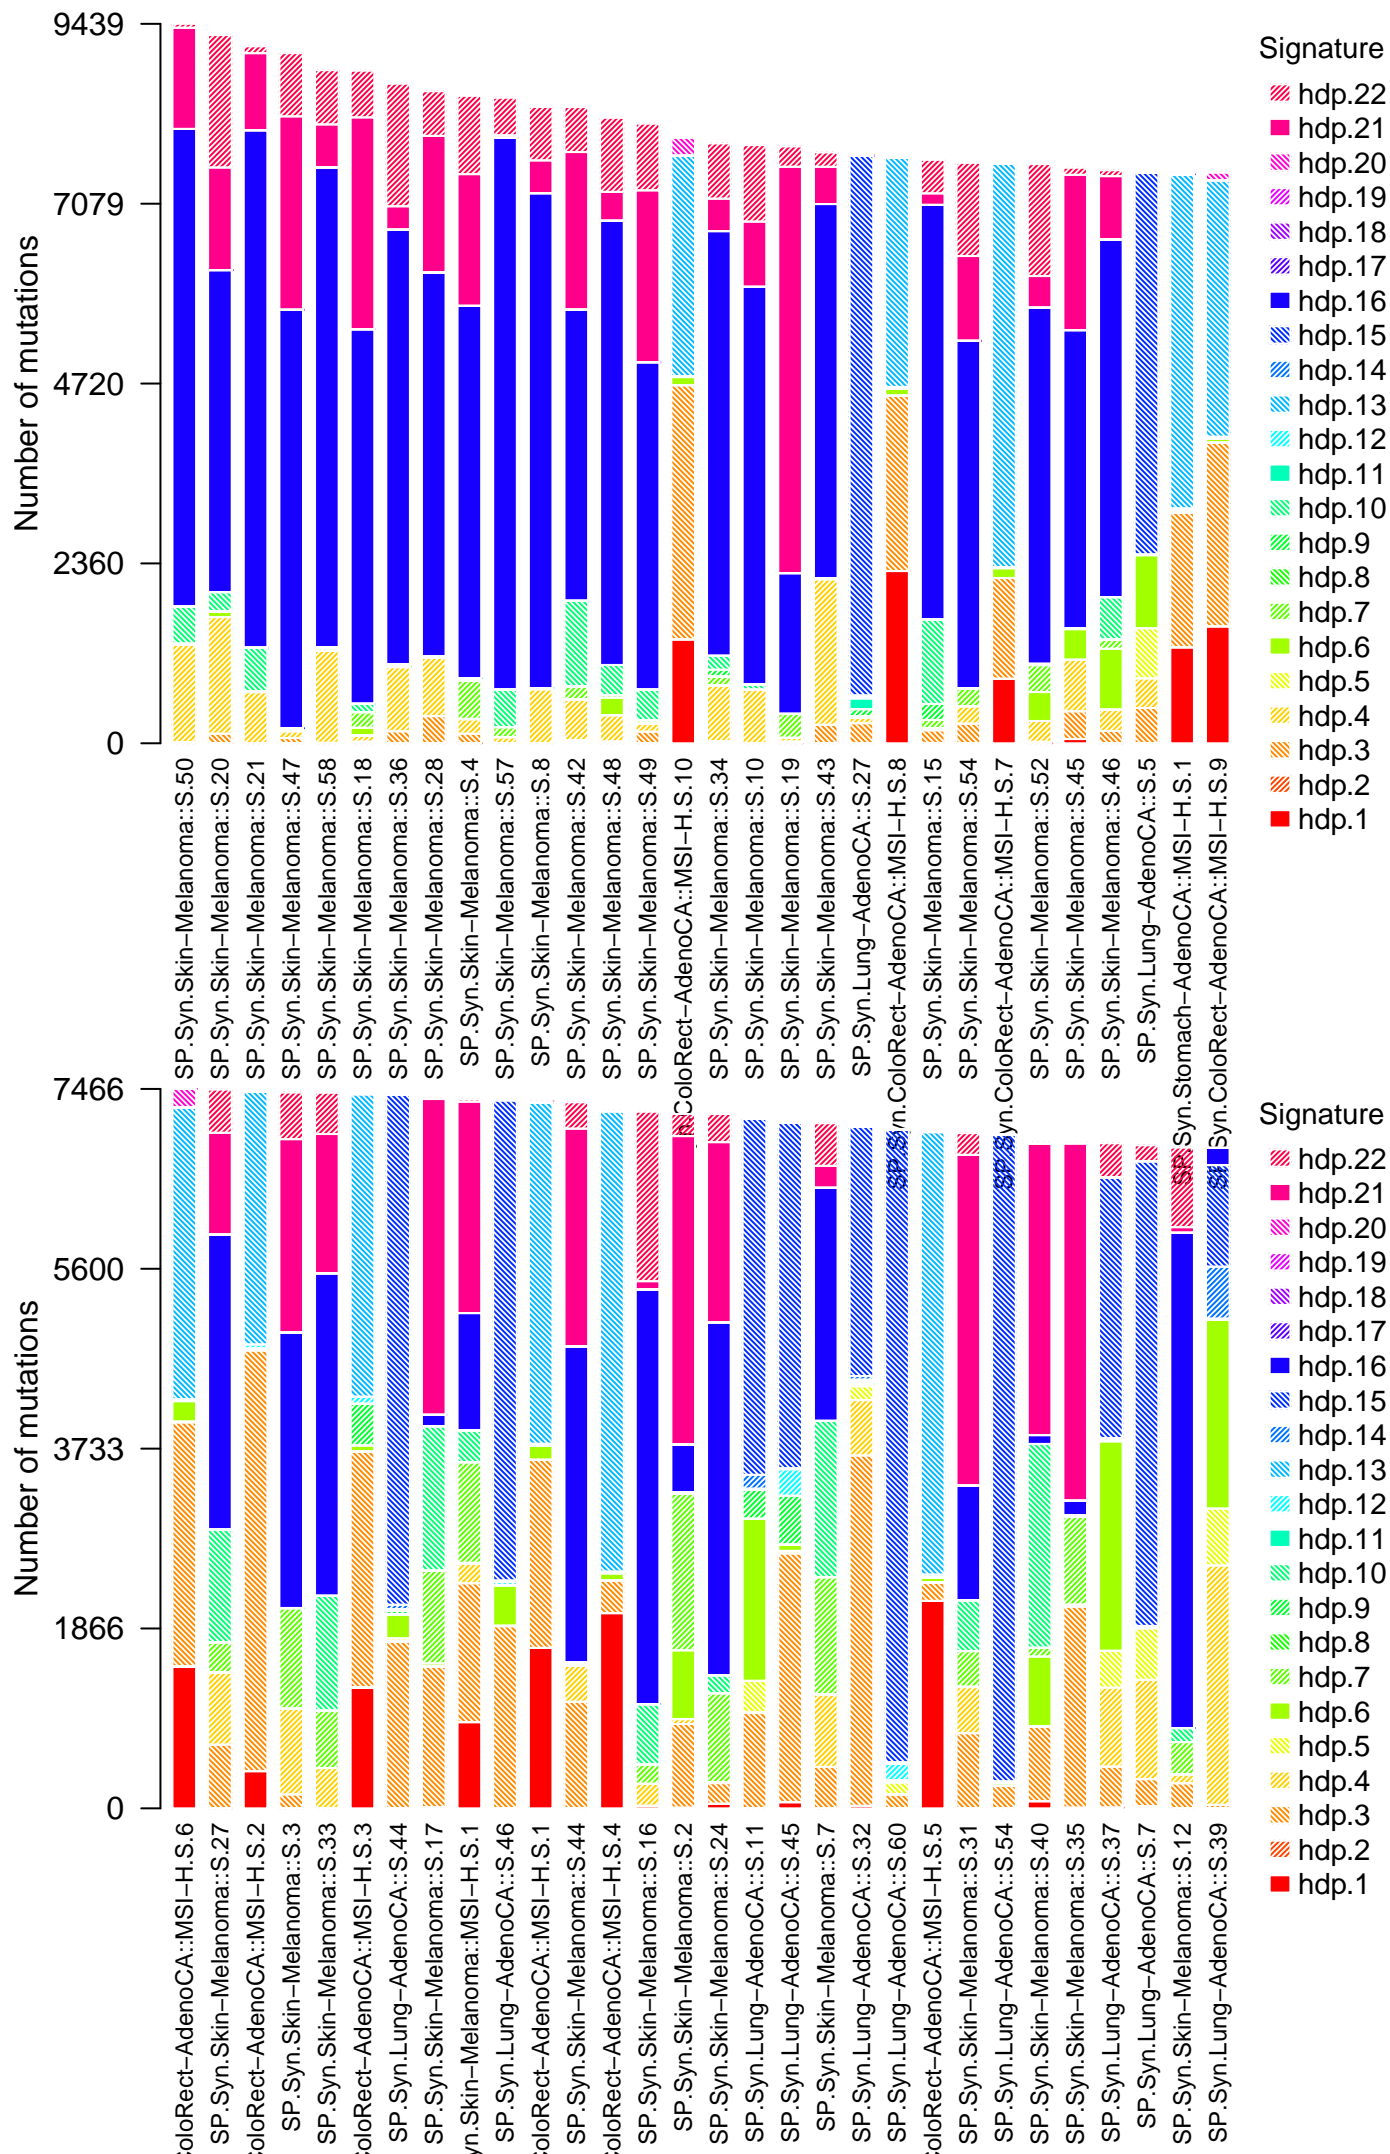 Number of mutations
9439
7079
4720
2360
0
Signature
hdp.22
hdp.21
hdp.20
hdp.19
hdp.18
hdp.17
hdp.16
hdp.15
hdp.14
hdp.13
hdp.12
hdp.11
hdp.10
hdp.9
hdp.8
hdp.7
hdp.6
hdp.5
hdp.4
hdp.3
hdp.2
hdp.1
SP.Syn.Skin−Melanoma::S.50
SP.Syn.Skin−Melanoma::S.20
SP.Syn.Skin−Melanoma::S.21
SP.Syn.Skin−Melanoma::S.47
SP.Syn.Skin−Melanoma::S.58
SP.Syn.Skin−Melanoma::S.18
SP.Syn.Skin−Melanoma::S.36
SP.Syn.Skin−Melanoma::S.28
SP.Syn.Skin−Melanoma::S.4
SP.Syn.Skin−Melanoma::S.57
SP.Syn.Skin−Melanoma::S.8
SP.Syn.Skin−Melanoma::S.42
SP.Syn.Skin−Melanoma::S.48
SP.Syn.Skin−Melanoma::S.49
n.ColoRect−AdenoCA::MSI−H.S.10
SP.Syn.Skin−Melanoma::S.34
SP.Syn.Skin−Melanoma::S.10
SP.Syn.Skin−Melanoma::S.19
SP.Syn.Skin−Melanoma::S.43
SP.Syn.Lung−AdenoCA::S.27
SP.Syn.ColoRect−AdenoCA::MSI−H.S.8
SP.Syn.Skin−Melanoma::S.15
SP.Syn.Skin−Melanoma::S.54
SP.Syn.ColoRect−AdenoCA::MSI−H.S.7
SP.Syn.Skin−Melanoma::S.52
SP.Syn.Skin−Melanoma::S.45
SP.Syn.Skin−Melanoma::S.46
SP.Syn.Lung−AdenoCA::S.5
SP.Syn.Stomach−AdenoCA::MSI−H.S.1
Syn.ColoRect−AdenoCA::MSI−H.S.9
Number of mutations
7466
5600
3733
1866
0
Signature
hdp.22
hdp.21
hdp.20
hdp.19
hdp.18
hdp.17
hdp.16
hdp.15
hdp.14
hdp.13
hdp.12
hdp.11
hdp.10
hdp.9
hdp.8
hdp.7
hdp.6
hdp.5
hdp.4
hdp.3
hdp.2
hdp.1
coloRect−AdenoCA::MSI−H.S.6
SP.Syn.Skin−Melanoma::S.27
oloRect−AdenoCA::MSI−H.S.2
SP.Syn.Skin−Melanoma::S.3
SP.Syn.Skin−Melanoma::S.33
oloRect−AdenoCA::MSI−H.S.3
SP.Syn.Lung−AdenoCA::S.44
SP.Syn.Skin−Melanoma::S.17
yn.Skin−Melanoma::MSI−H.S.1
SP.Syn.Lung−AdenoCA::S.46
coloRect−AdenoCA::MSI−H.S.1
SP.Syn.Skin−Melanoma::S.44
oloRect−AdenoCA::MSI−H.S.4
SP.Syn.Skin−Melanoma::S.16
SP.Syn.Skin−Melanoma::S.2
SP.Syn.Skin−Melanoma::S.24
SP.Syn.Lung−AdenoCA::S.11
SP.Syn.Lung−AdenoCA::S.45
SP.Syn.Skin−Melanoma::S.7
SP.Syn.Lung−AdenoCA::S.32
SP.Syn.Lung−AdenoCA::S.60
coloRect−AdenoCA::MSI−H.S.5
SP.Syn.Skin−Melanoma::S.31
SP.Syn.Lung−AdenoCA::S.54
SP.Syn.Skin−Melanoma::S.40
SP.Syn.Skin−Melanoma::S.35
SP.Syn.Lung−AdenoCA::S.37
SP.Syn.Lung−AdenoCA::S.7
SP.Syn.Skin−Melanoma::S.12
SP.Syn.Lung−AdenoCA::S.39